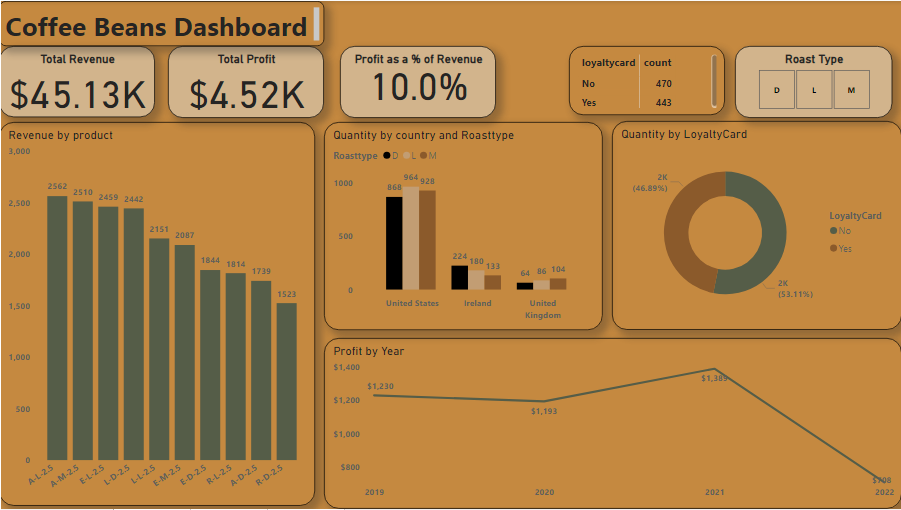 Coffee Beans Dashboard
Total Revenue
$45.13K
Total Profit
$4.52K
Profit as a % of Revenue
10.0%
loyaltycard count
No 470
Yes 443
Roast Type
D L M
Revenue by product
3,000
2,500
2,000
1,500
1,000
500
0
2562
2510
2459
2442
2151
2087
1844
1814
1739
1523
A-L-2.5
A-M-2.5
E-L-2.5
L-D-2.5
L-L-2.5
E-M-2.5
E-D-2.5
R-L-2.5
A-D-2.5
R-D-2.5
Quantity by country and Roasttype
Roasttype D L M
1000
500
0
868 964 928
224 180 133
64 86 104
United States
Ireland
United
Kingdom
Quantity by LoyaltyCard
2K
(46.89%)
2K
(53.11%)
LoyaltyCard
No
Yes
Profit by Year
$1,400
$1,200
$1,000
$800
$1,230
$1,193
$1,389
$708
2019
2020
2021
2022